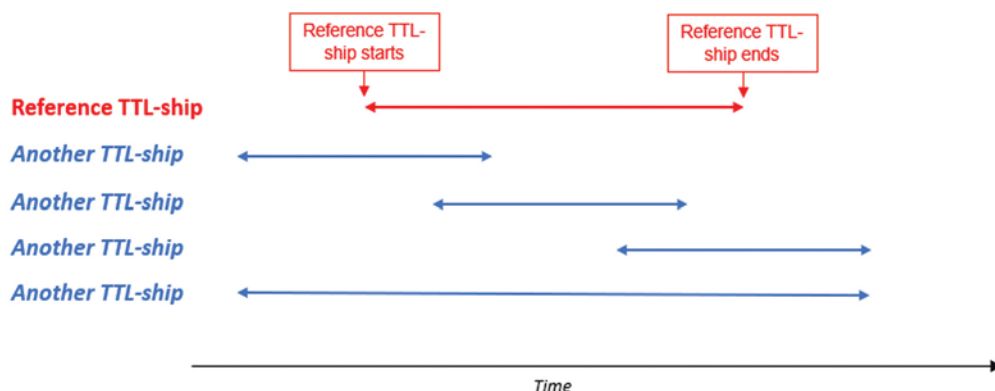 Reference TTL-
ship starts
Reference TTL-
ship ends
Reference TTL-ship
Another TTL-ship
Another TTL-ship
Another TTL-ship
Another TTL-ship
Time